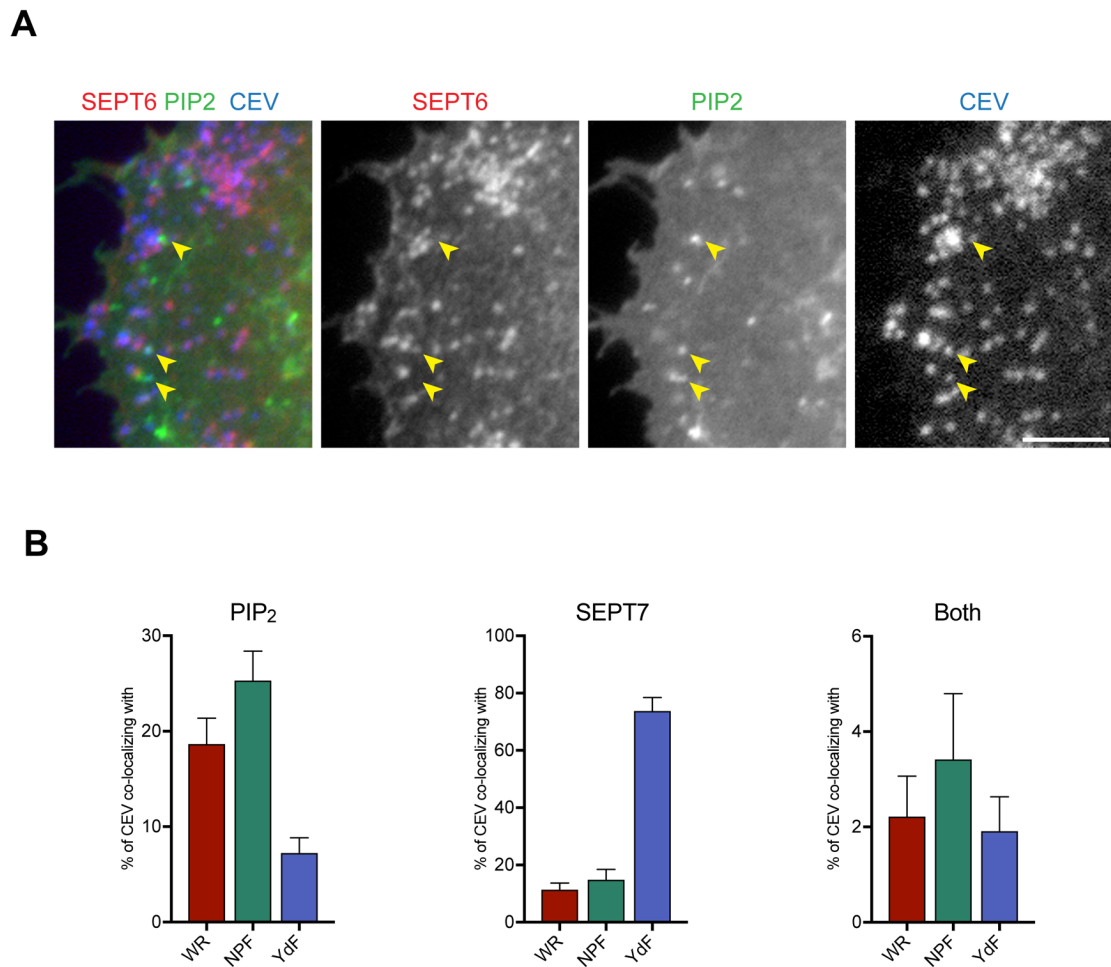 A
SEPT6 PIP2 CEV
SEPT6
PIP2
CEV
B
PIP2
% of CEV co-localizing with
30
20
10
0
WR
NPF
YdF
SEPT7
% of CEV co-localizing with
100
80
60
40
20
0
WR
NPF
YdF
Both
% of CEV co-localizing with
6
4
2
0
WR
NPF
YdF